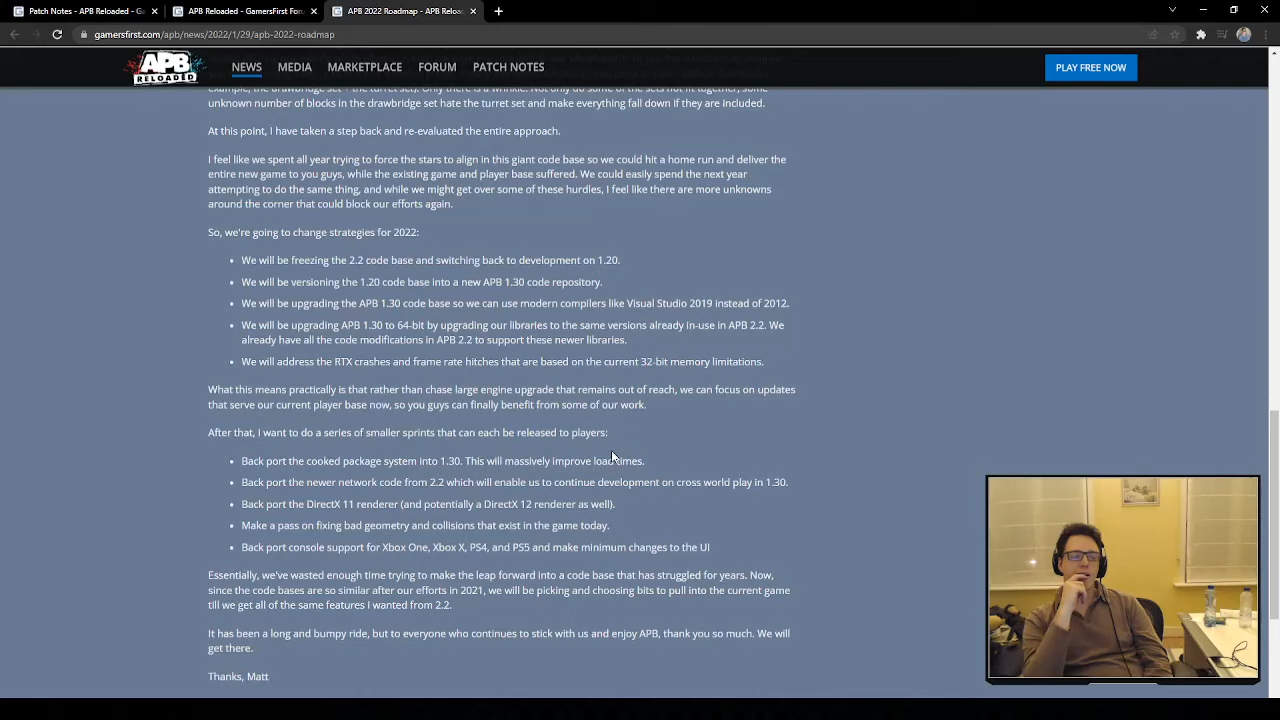 Patch Notes - APB Reloaded - Ga
APB Reloaded - GamersFirst Forum
APB 2022 Roadmap - APB Reload
gamersfirst.com/apb/news/2022/1/29/apb-2022-roadmap
APB RELOADED
NEWS MEDIA MARKETPLACE FORUM PATCH NOTES
PLAY FREE NOW
example, the drawbridge set + the turret set). Only there is a wrinkle. Not only do some of the sets not fit together, some
unknown number of blocks in the drawbridge set hate the turret set and make everything fall down if they are included.
At this point, I have taken a step back and re-evaluated the entire approach.
I feel like we spent all year trying to force the stars to align in this giant code base so we could hit a home run and deliver the
entire new game to you guys, while the existing game and player base suffered. We could easily spend the next year
attempting to do the same thing, and while we might get over some of these hurdles, I feel like there are more unknowns
around the corner that could block our efforts again.
So, we're going to change strategies for 2022:
• We will be freezing the 2.2 code base and switching back to development on 1.20.
• We will be versioning the 1.20 code base into a new APB 1.30 code repository.
• We will be upgrading the APB 1.30 code base so we can use modern compilers like Visual Studio 2019 instead of 2012.
• We will be upgrading APB 1.30 to 64-bit by upgrading our libraries to the same versions already in-use in APB 2.2. We
already have all the code modifications in APB 2.2 to support these newer libraries.
• We will address the RTX crashes and frame rate hitches that are based on the current 32-bit memory limitations.
What this means practically is that rather than chase large engine upgrade that remains out of reach, we can focus on updates
that serve our current player base now, so you guys can finally benefit from some of our work.
After that, I want to do a series of smaller sprints that can each be released to players:
• Back port the cooked package system into 1.30. This will massively improve load times.
• Back port the newer network code from 2.2 which will enable us to continue development on cross world play in 1.30.
• Back port the DirectX 11 renderer (and potentially a DirectX 12 renderer as well).
• Make a pass on fixing bad geometry and collisions that exist in the game today.
• Back port console support for Xbox One, Xbox X, PS4, and PS5 and make minimum changes to the UI
Essentially, we've wasted enough time trying to make the leap forward into a code base that has struggled for years. Now,
since the code bases are so similar after our efforts in 2021, we will be picking and choosing bits to pull into the current game
till we get all of the same features I wanted from 2.2.
It has been a long and bumpy ride, but to everyone who continues to stick with us and enjoy APB, thank you so much. We will
get there.
Thanks, Matt